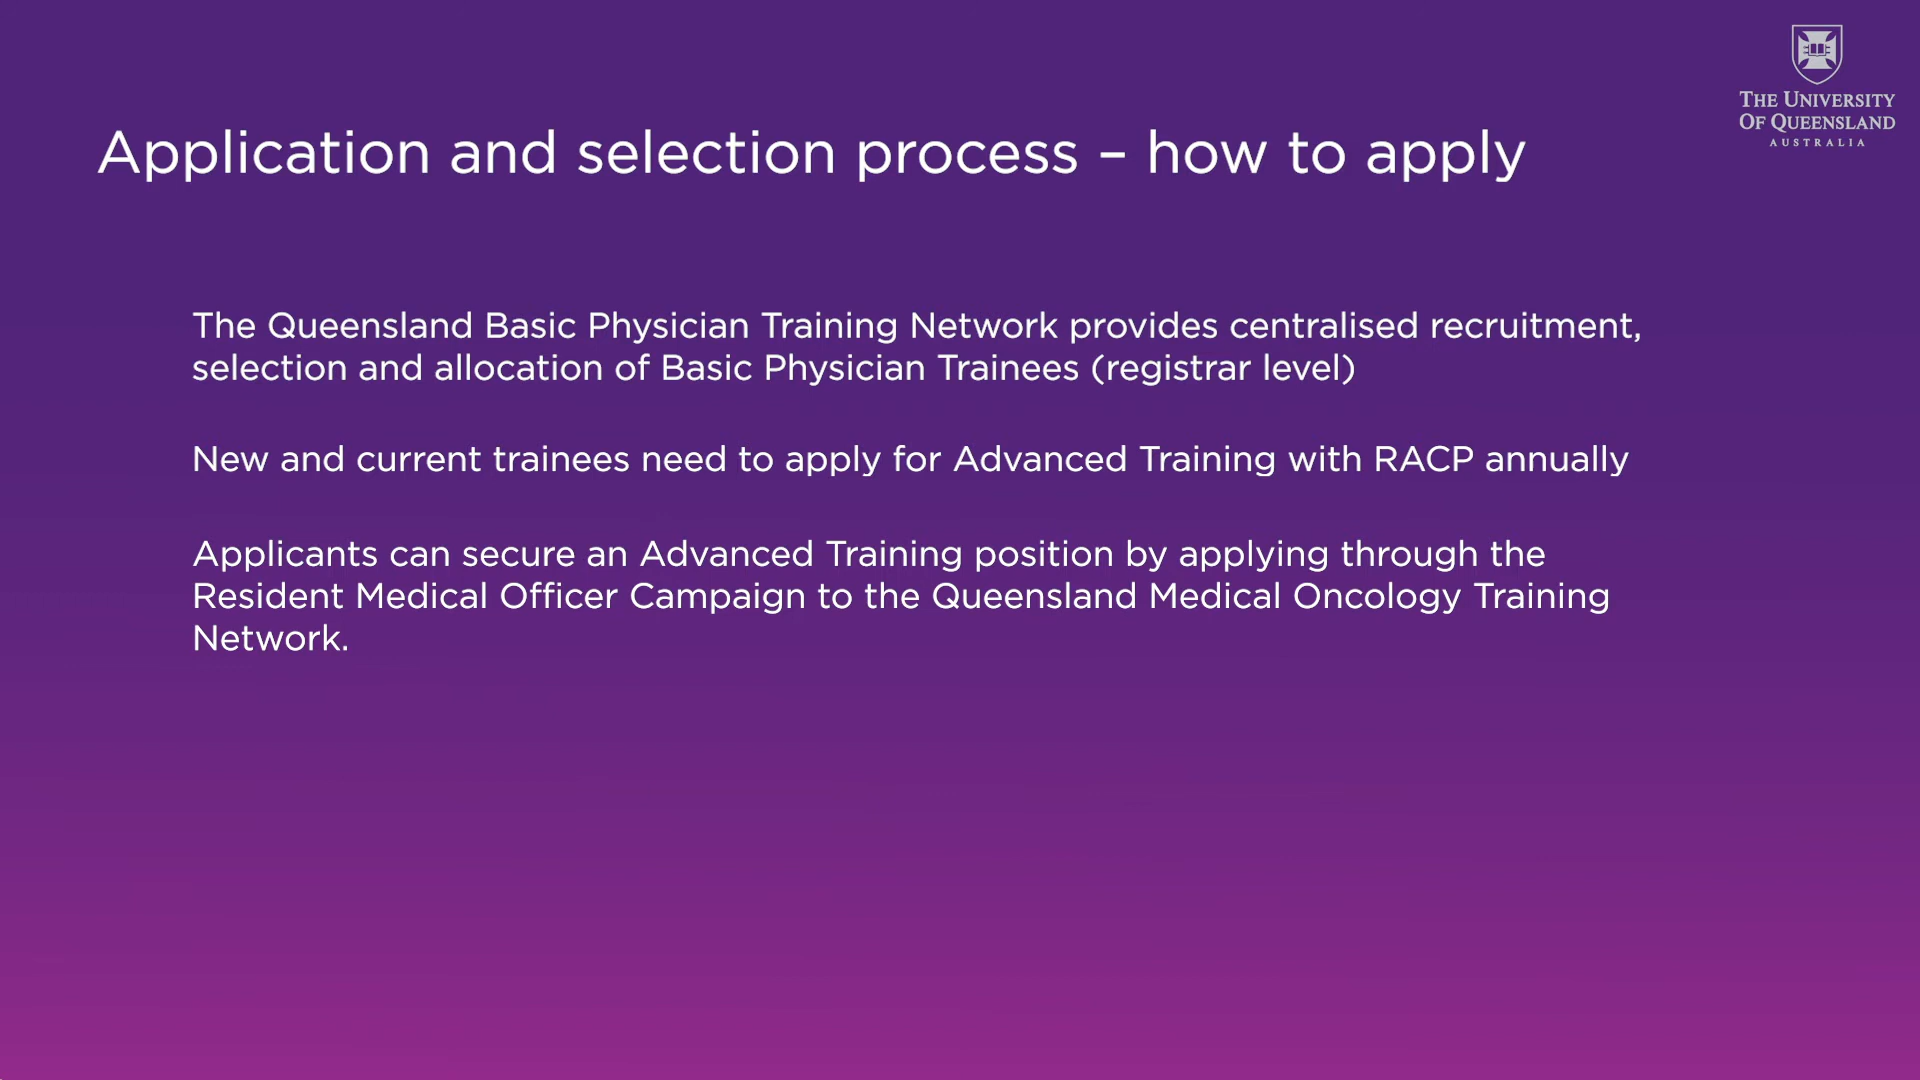 THE UNIVERSITY
OF QUEENSLAND
AUSTRALIA
Application and selection process – how to apply
The Queensland Basic Physician Training Network provides centralised recruitment,
selection and allocation of Basic Physician Trainees (registrar level)
New and current trainees need to apply for Advanced Training with RACP annually
Applicants can secure an Advanced Training position by applying through the
Resident Medical Officer Campaign to the Queensland Medical Oncology Training
Network.